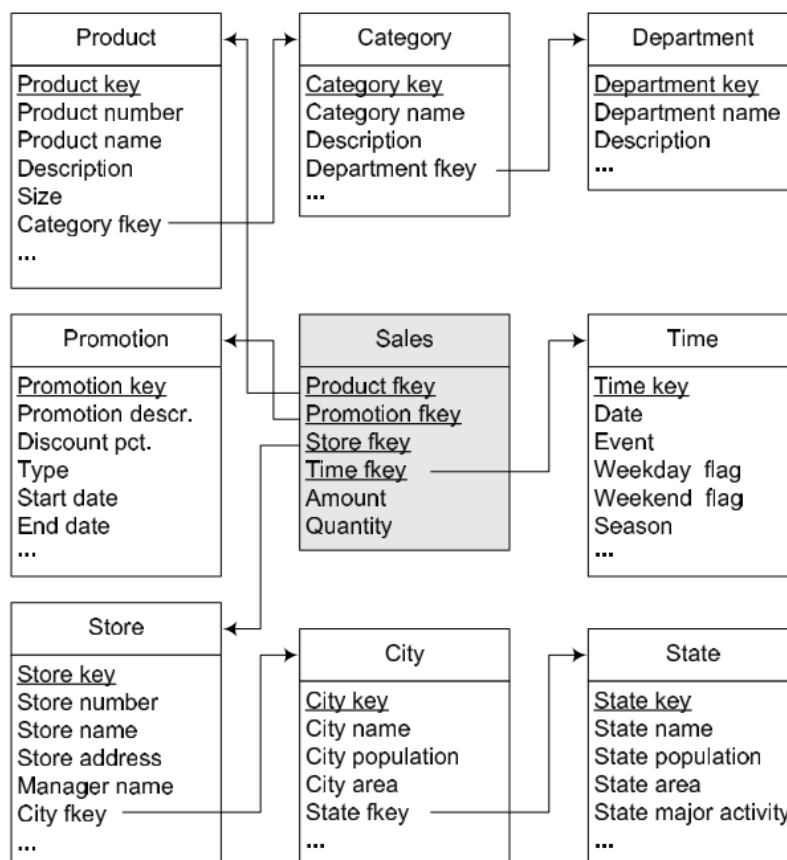 Product
Product key
Product number
Product name
Description
Size
Category fkey
...
Category
Category key
Category name
Description
Department fkey
...
Department
Department key
Department name
Description
...
Promotion
Promotion key
Promotion descr.
Discount pct.
Type
Start date
End date
...
Sales
Product fkey
Promotion fkey
Store fkey
Time fkey
Amount
Quantity
Time
Time key
Date
Event
Weekday flag
Weekend flag
Season
...
Store
Store key
Store number
Store name
Store address
Manager name
City fkey
...
City
City key
City name
City population
City area
State fkey
...
State
State key
State name
State population
State area
State major activity
...